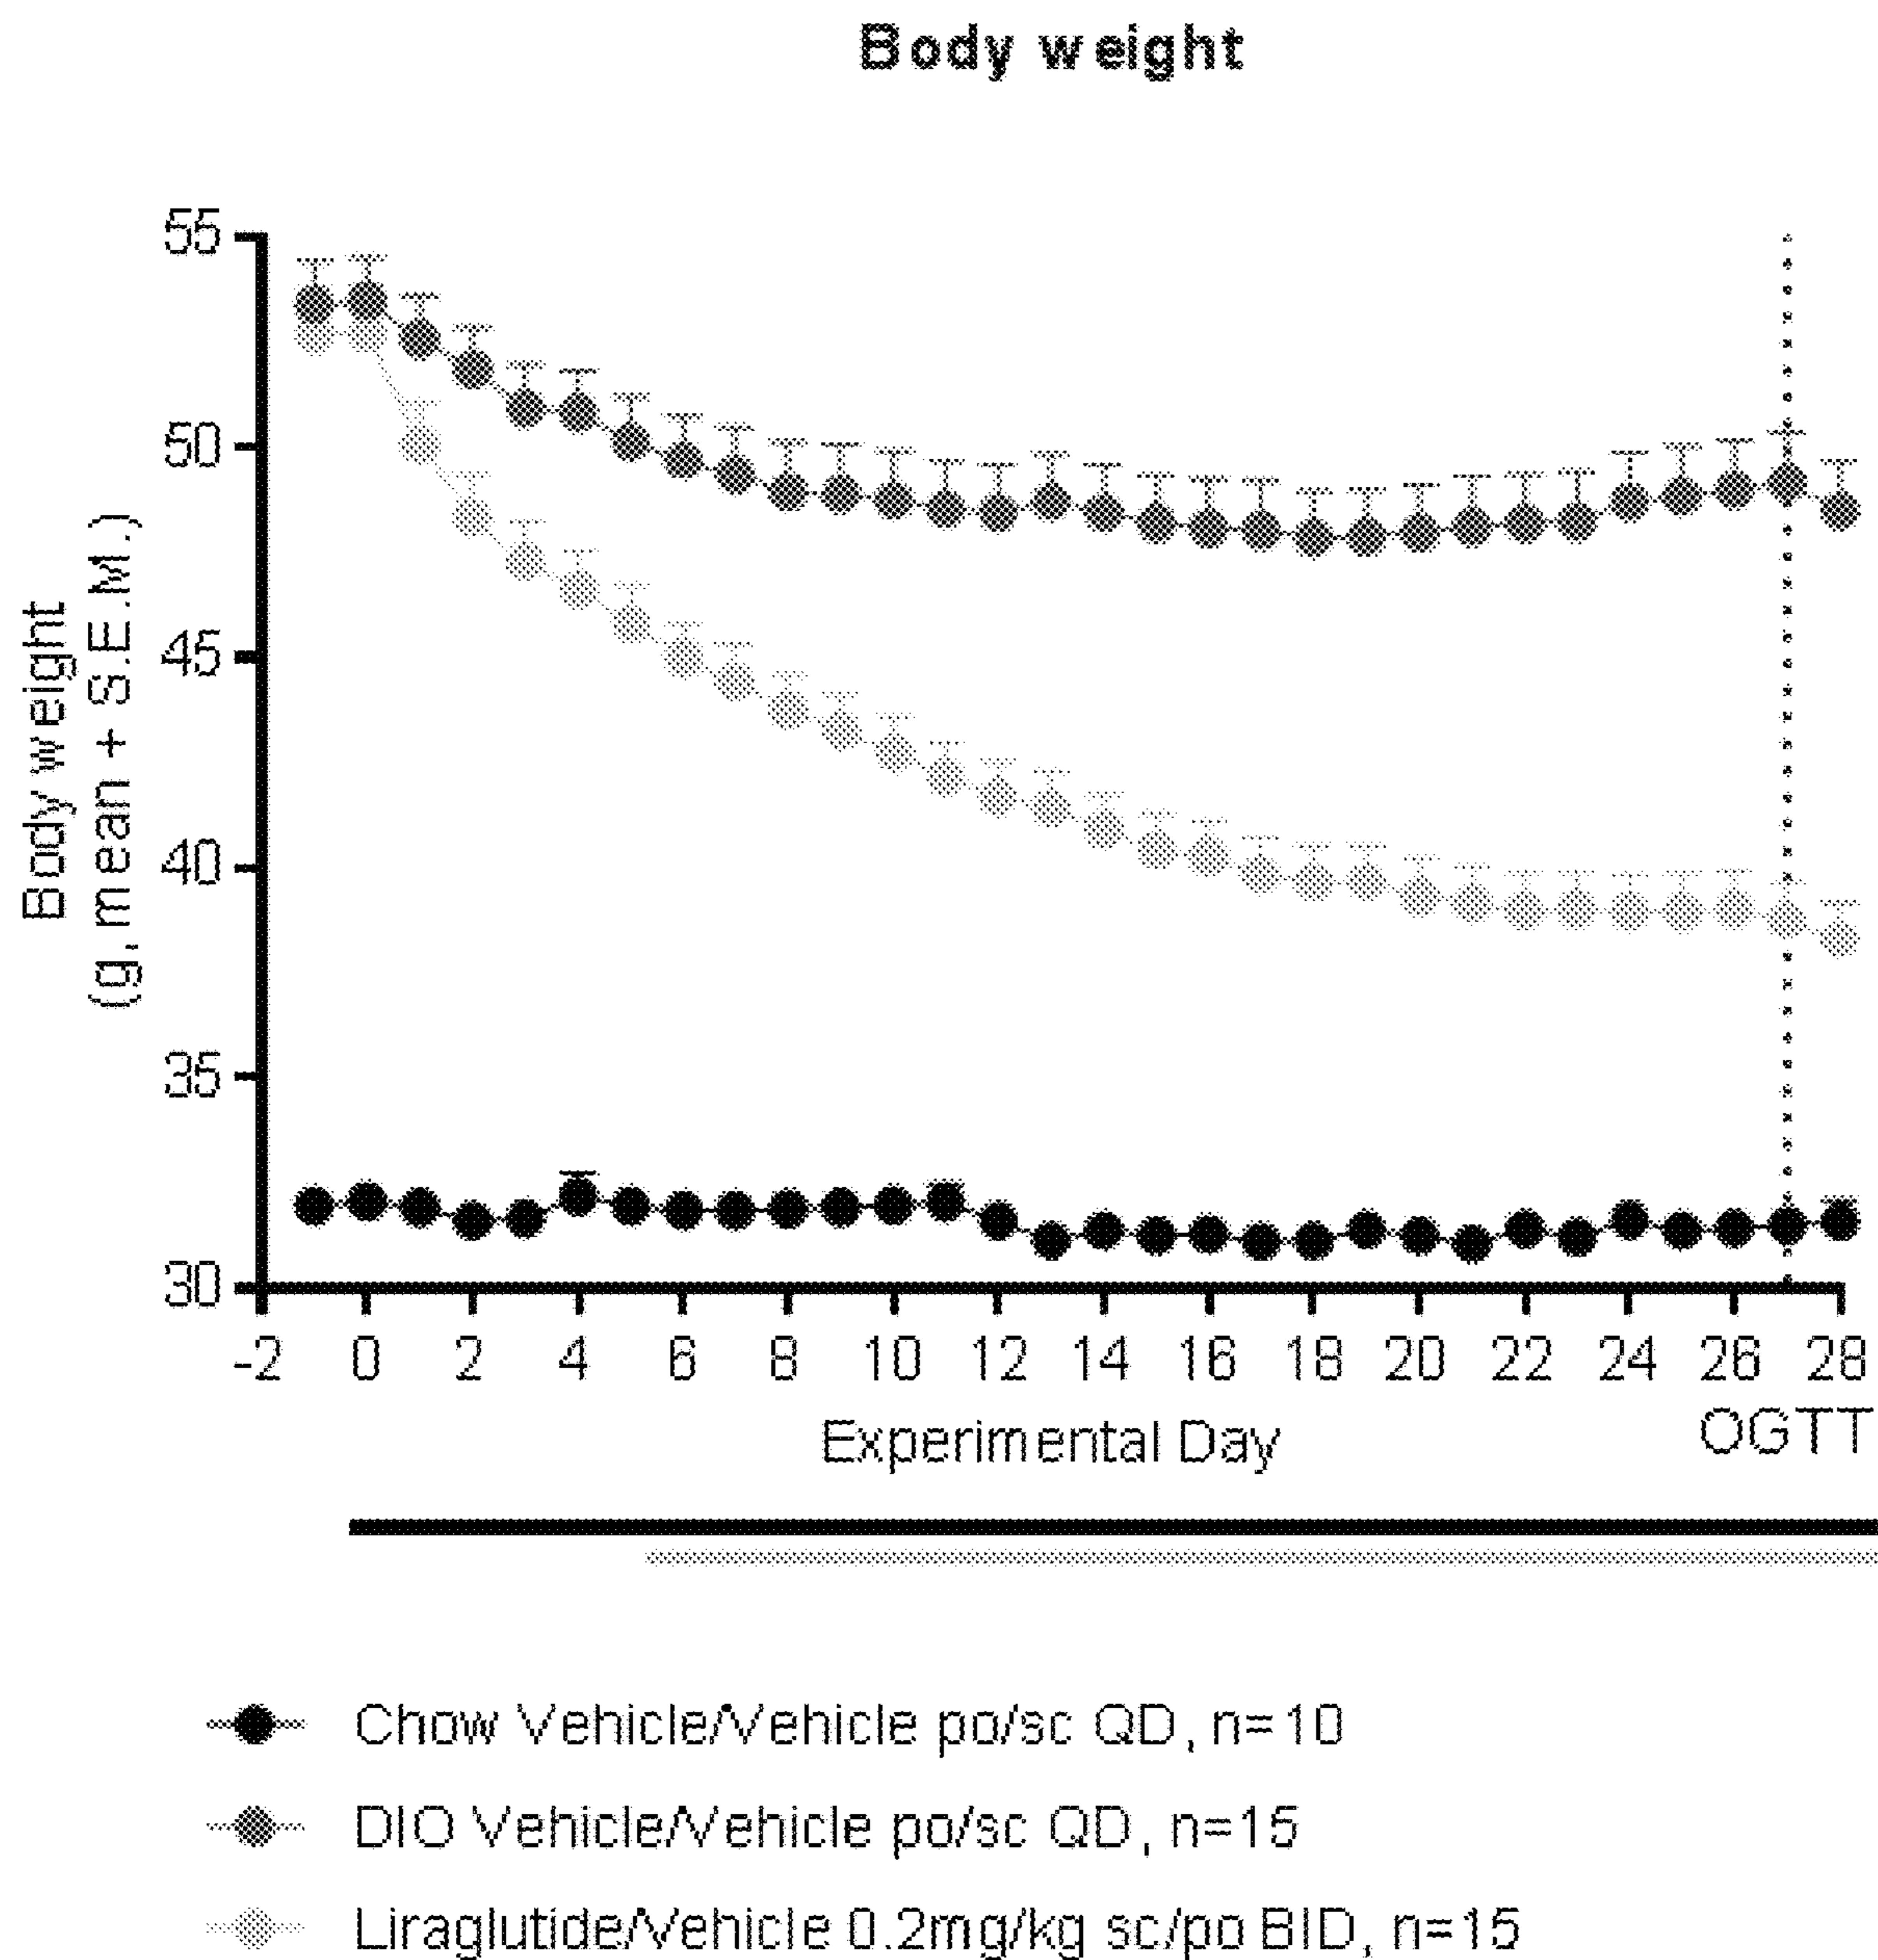 Body weight
Body weight
(g, mean + S.E.M.)
55
50
45
40
35
30
-2 0 2 4 6 8 10 12 14 16 18 20 22 24 26 28
Experimental Day
OGTT
Chow Vehicle/Vehicle po/sc QD, n=10
DIO Vehicle/Vehicle po/sc QD, n=15
Liraglutide/Vehicle 0.2mg/kg sc/po BID, n=15